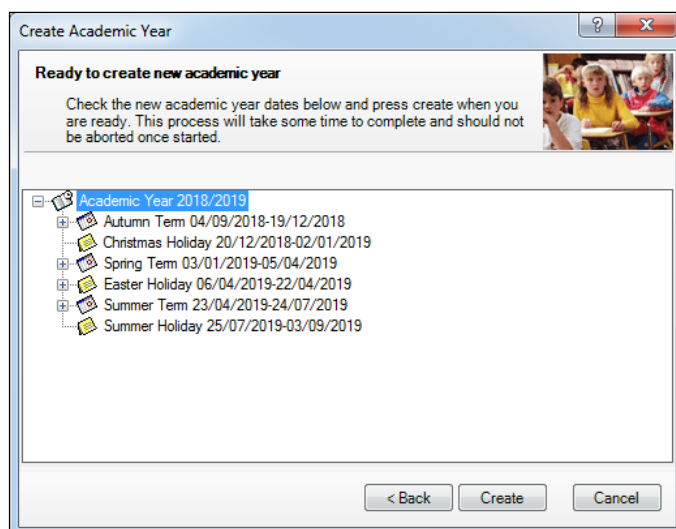 Create Academic Year
Ready to create new academic year
Check the new academic year dates below and press create when you
are ready. This process will take some time to complete and should not
be aborted once started.
Academic Year 2018/2019
Autumn Term 04/09/2018-19/12/2018
Christmas Holiday 20/12/2018-02/01/2019
Spring Term 03/01/2019-05/04/2019
Easter Holiday 06/04/2019-22/04/2019
Summer Term 23/04/2019-24/07/2019
Summer Holiday 25/07/2019-03/09/2019
< Back Create Cancel